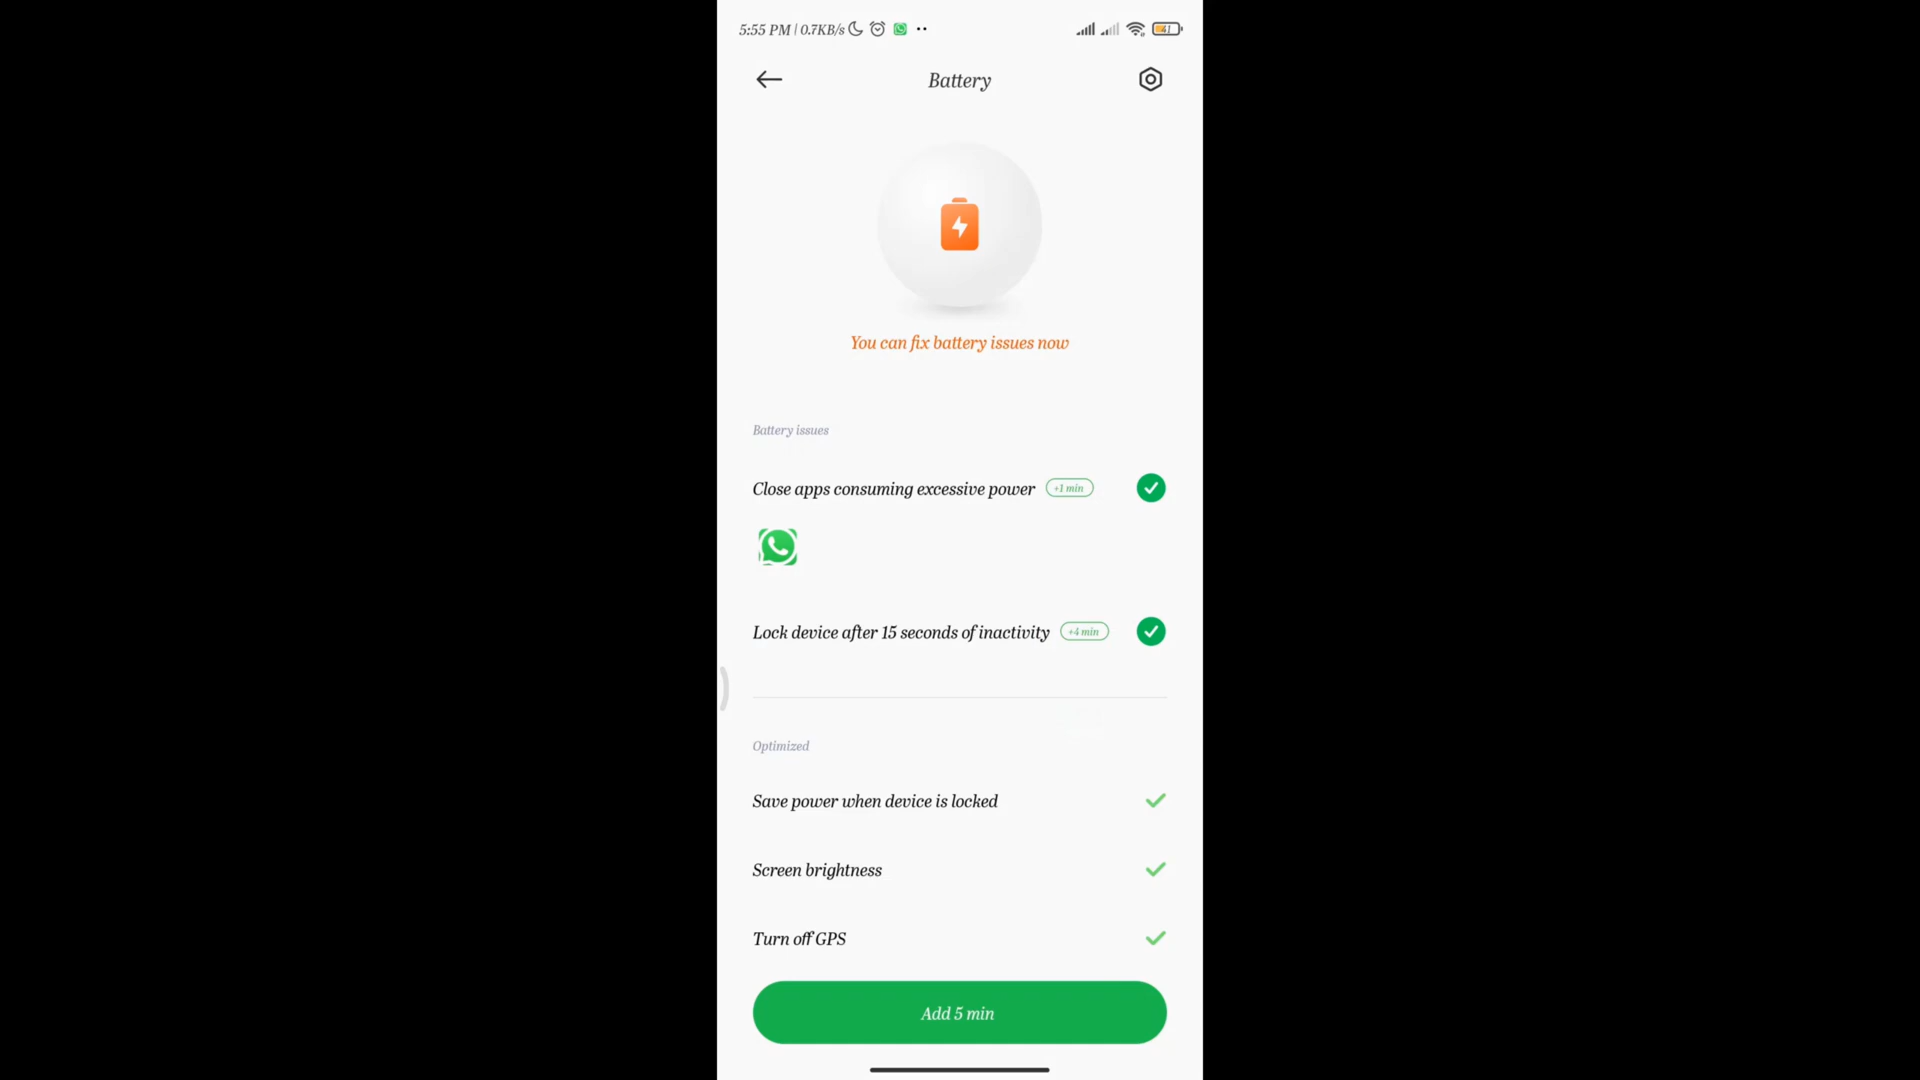 5:55 PM | 0.7KB/s
41
Battery
You can fix battery issues now
Battery issues
Close apps consuming excessive power +1 min
Lock device after 15 seconds of inactivity +4 min
Optimized
Save power when device is locked
Screen brightness
Turn off GPS
Add 5 min